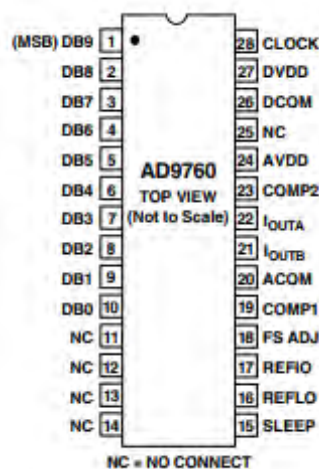 (MSB) DB9 1 28 CLOCK
DB8 2 27 DVDD
DB7 3 26 DCOM
DB6 4 25 NC
DB5 5 24 AVDD
DB4 6 23 COMP2
DB3 7 22 IOUTA
DB2 8 21 IOUTB
DB1 9 20 ACOM
DB0 10 19 COMP1
NC 11 18 FS ADJ
NC 12 17 REFIO
NC 13 16 REFLO
NC 14 15 SLEEP
AD9760
TOP VIEW
(Not to Scale)
NC = NO CONNECT